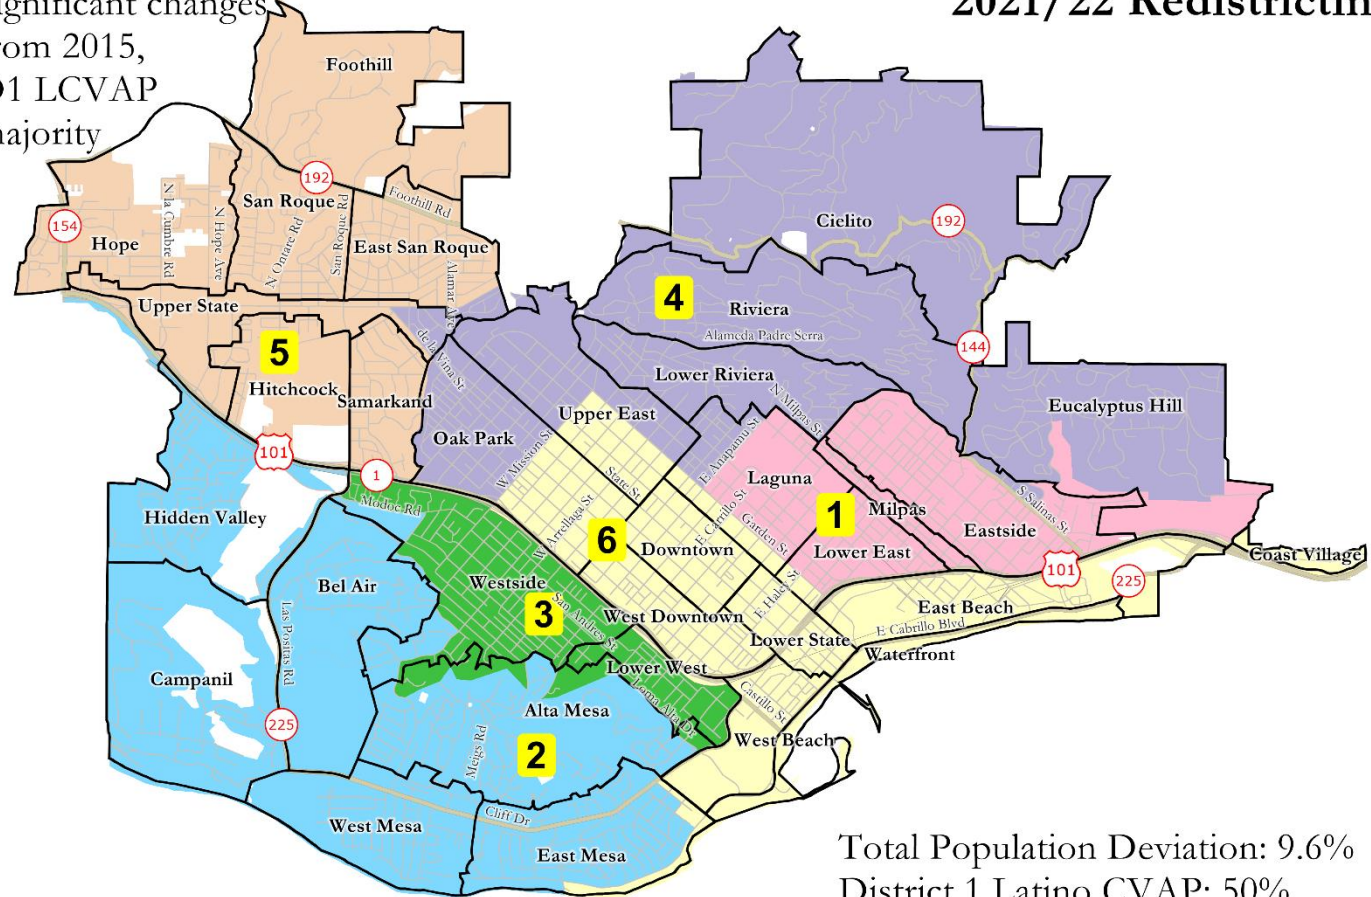 2021/22
significant changes
from 2015,
D1 LCVAP
majority
Foothill
192
San Roque
Foothill Rd
154
Hope
N la Cumbre Rd
N Hope Ave
N Ontare Rd
San Roque Rd
East San Roque
Alamar Ave
Cielito
192
Upper State
4
Riviera
Alameda Padre Serra
5
de la Vina St
144
Hitchcock
Samarkand
Lower Riviera
N Milpas St
Eucalyptus Hill
Upper East
Oak Park
W Mission St
E Anapamu St
101
1
Modoc Rd
State St
Laguna
Hidden Valley
W Arrellaga St
E Carrillo St
Garden St
1
Milpas
S Salinas St
Eastside
6
Downtown
Lower East
Coast Village
101
225
Bel Air
Westside
3
San Andres St
West Downtown
E Haley St
East Beach
E Cabrillo Blvd
Lower State
Waterfront
Las Positas Rd
Campanil
Lower West
Loma Alta Dr
Castillo St
225
Alta Mesa
Meigs Rd
2
West Beach
Cliff Dr
West Mesa
East Mesa
Total Population Deviation: 9.6%
District 1 Latino CVAP: 50%